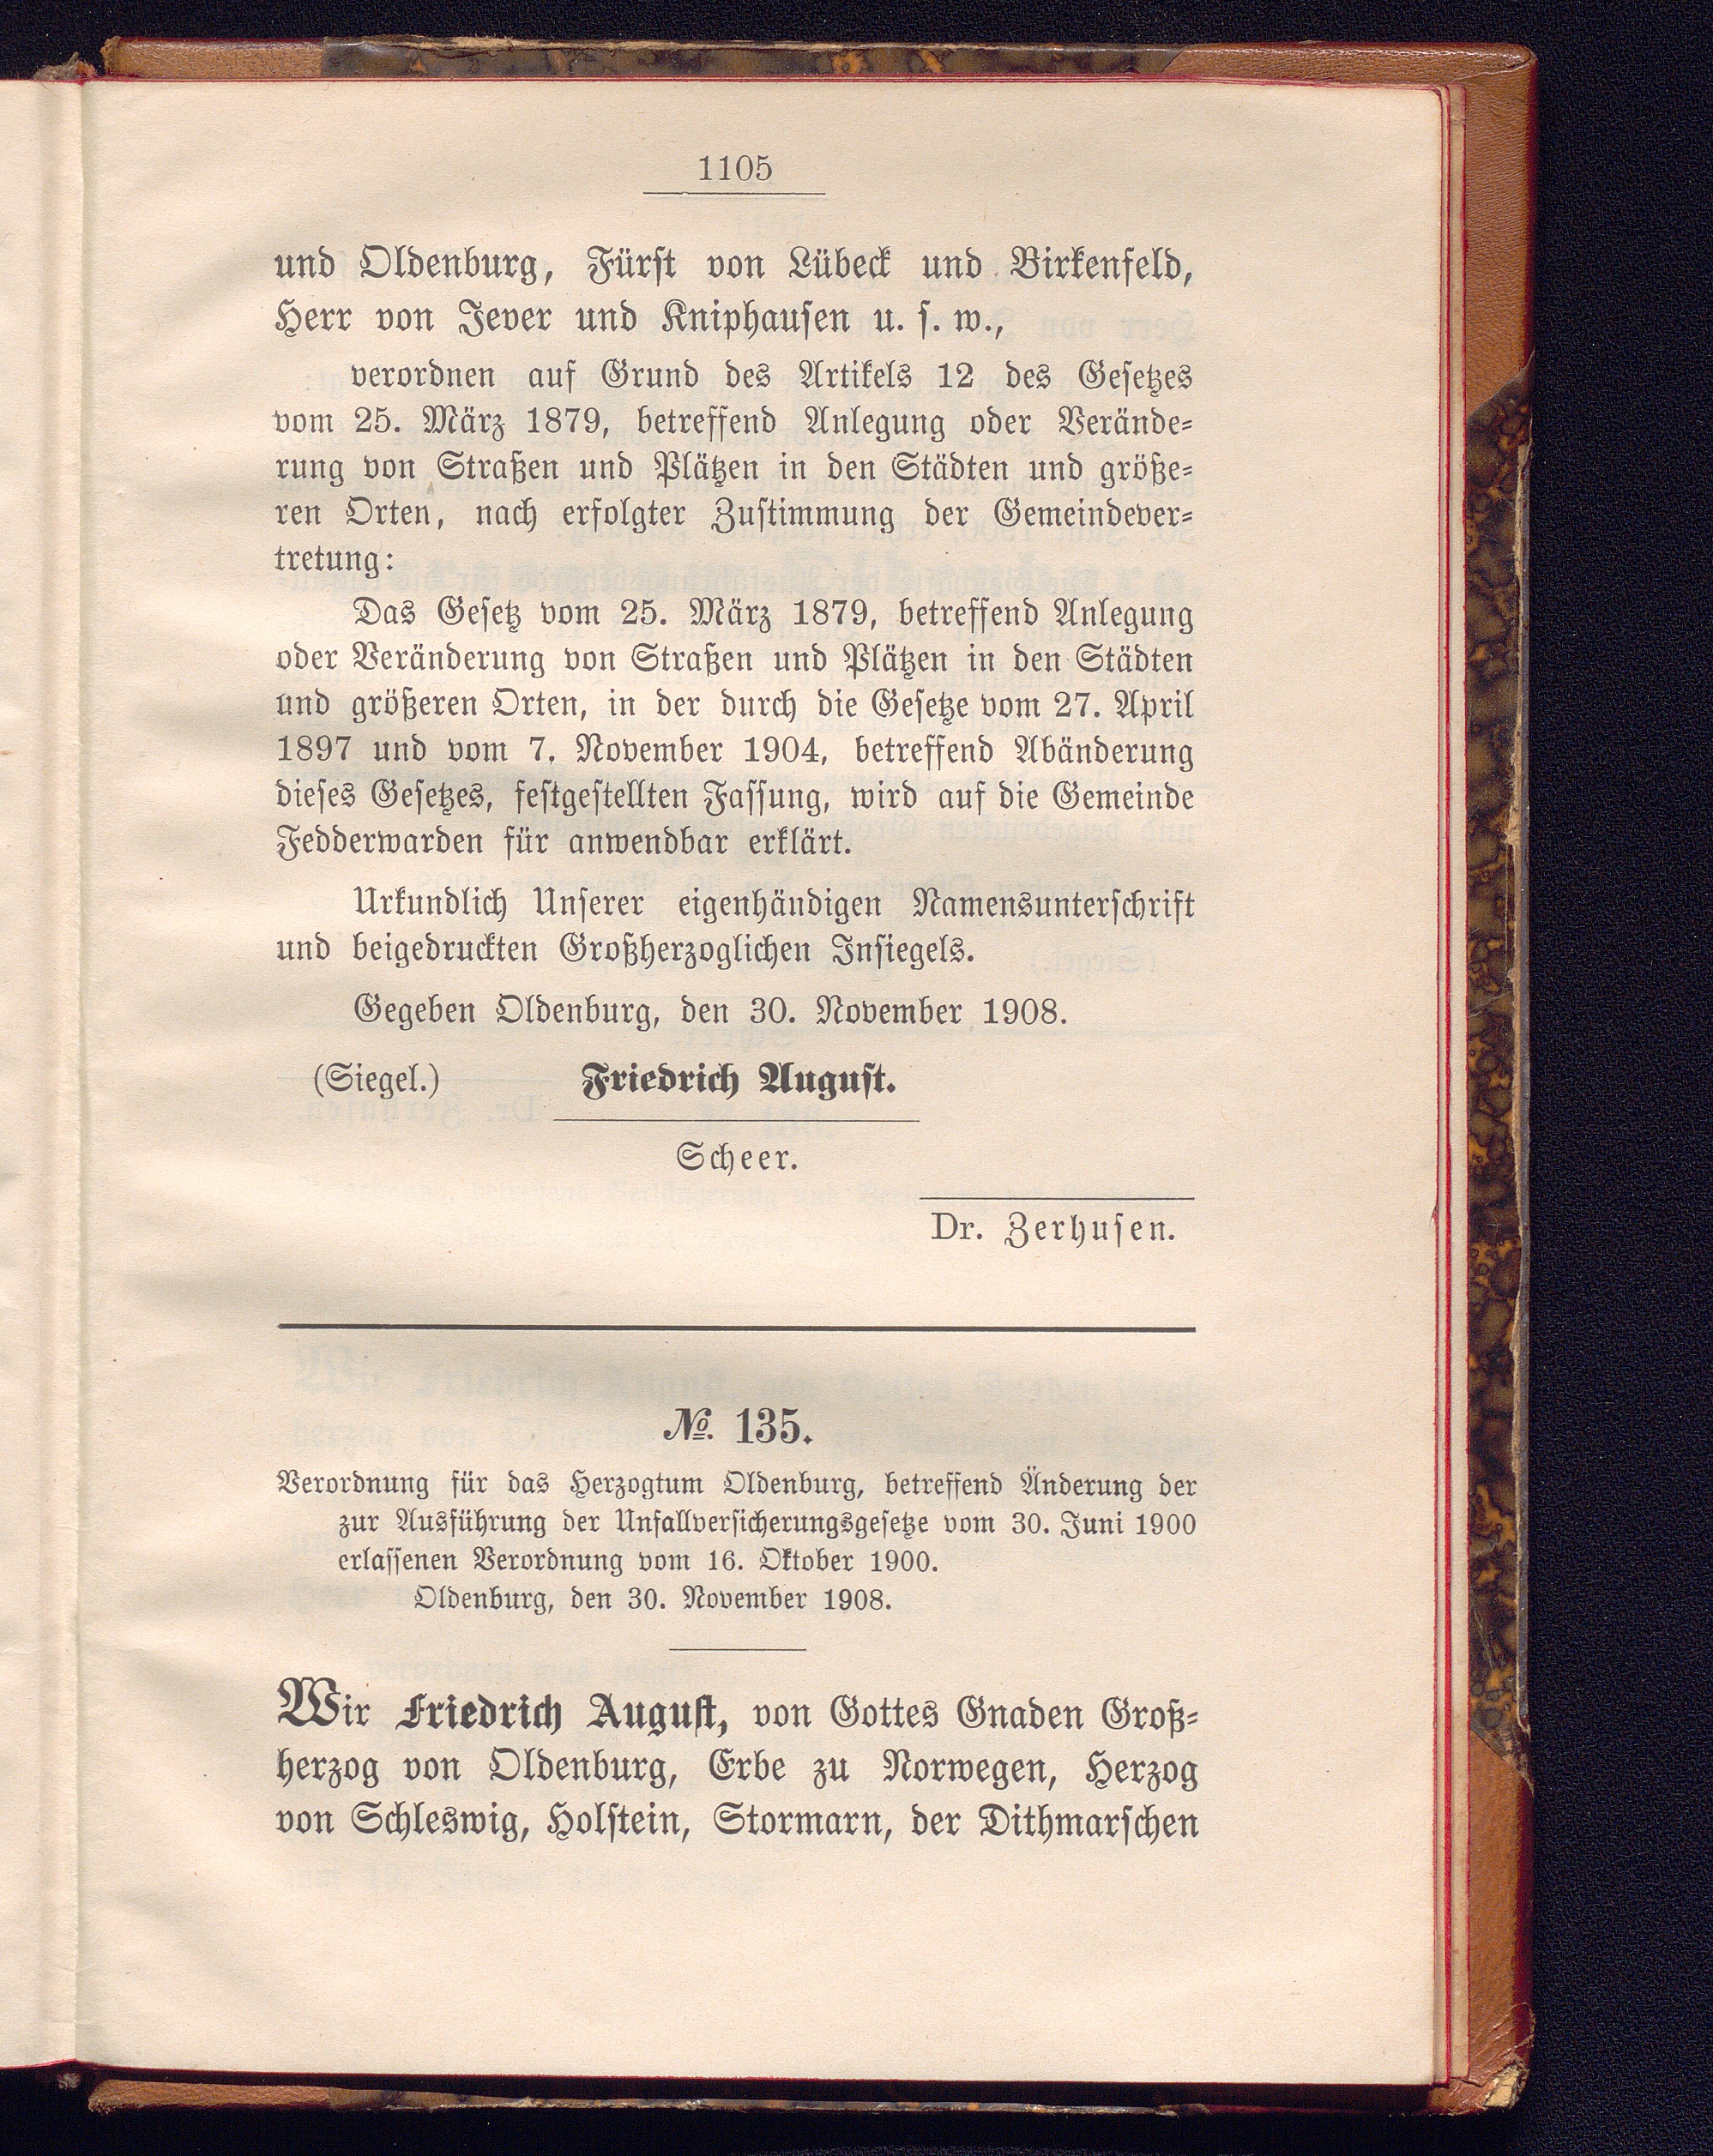 1105
und Oldenburg, Fürst von Lübeck und Birkenfeld,
Herr von Jever und Kniphausen u. s. w.,
verordnen auf Grund des Artikels 12 des Gesetzes
vom 25. März 1879, betreffend Anlegung oder Verände-
rung von Straßen und Plätzen in den Städten und größe-
ren Orten, nach erfolgter Zustimmung der Gemeindever-
tretung:
Das Gesetz vom 25. März 1879, betreffend Anlegung
oder Veränderung von Straßen und Plätzen in den Städten
und größeren Orten, in der durch die Gesetze vom 27. April
1897 und vom 7. November 1904, betreffend Abänderung
dieses Gesetzes, festgestellten Fassung, wird auf die Gemeinde
Fedderwarden für anwendbar erklärt.
Urkundlich Unserer eigenhändigen Namensunterschrift
und beigedruckten Großherzoglichen Insiegels.
Gegeben Oldenburg, den 30. November 1908.
(Siegel.) Friedrich August.
Scheer.
Dr. Zerhusen.
№. 135.
Verordnung für das Herzogtum Oldenburg, betreffend Änderung der
zur Ausführung der Unfallversicherungsgesetze vom 30. Juni 1900
erlassenen Verordnung vom 16. Oktober 1900.
Oldenburg, den 30. November 1908.
Wir Friedrich August, von Gottes Gnaden Groß-
herzog von Oldenburg, Erbe zu Norwegen, Herzog
von Schleswig, Holstein, Stormarn, der Dithmarschen